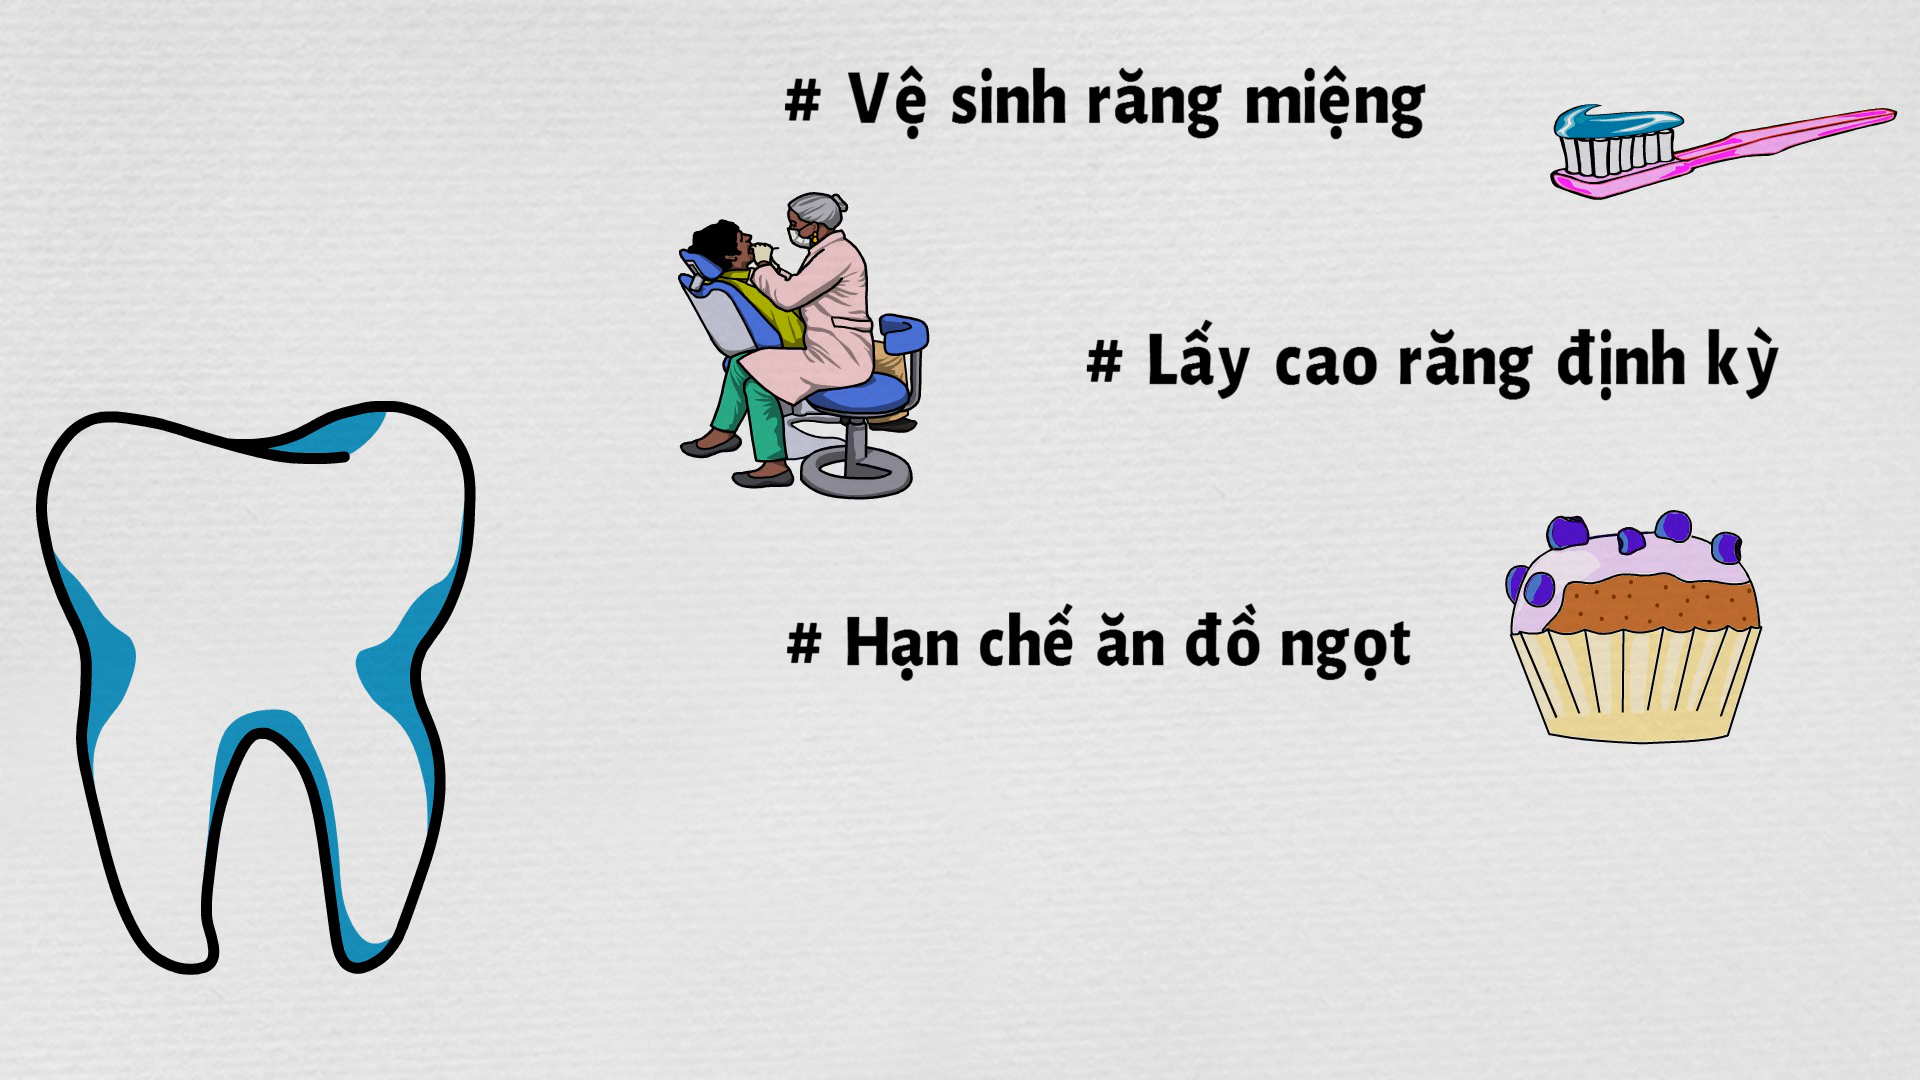 # Vệ sinh răng miệng
# Lấy cao răng định kỳ
# Hạn chế ăn đồ ngọt